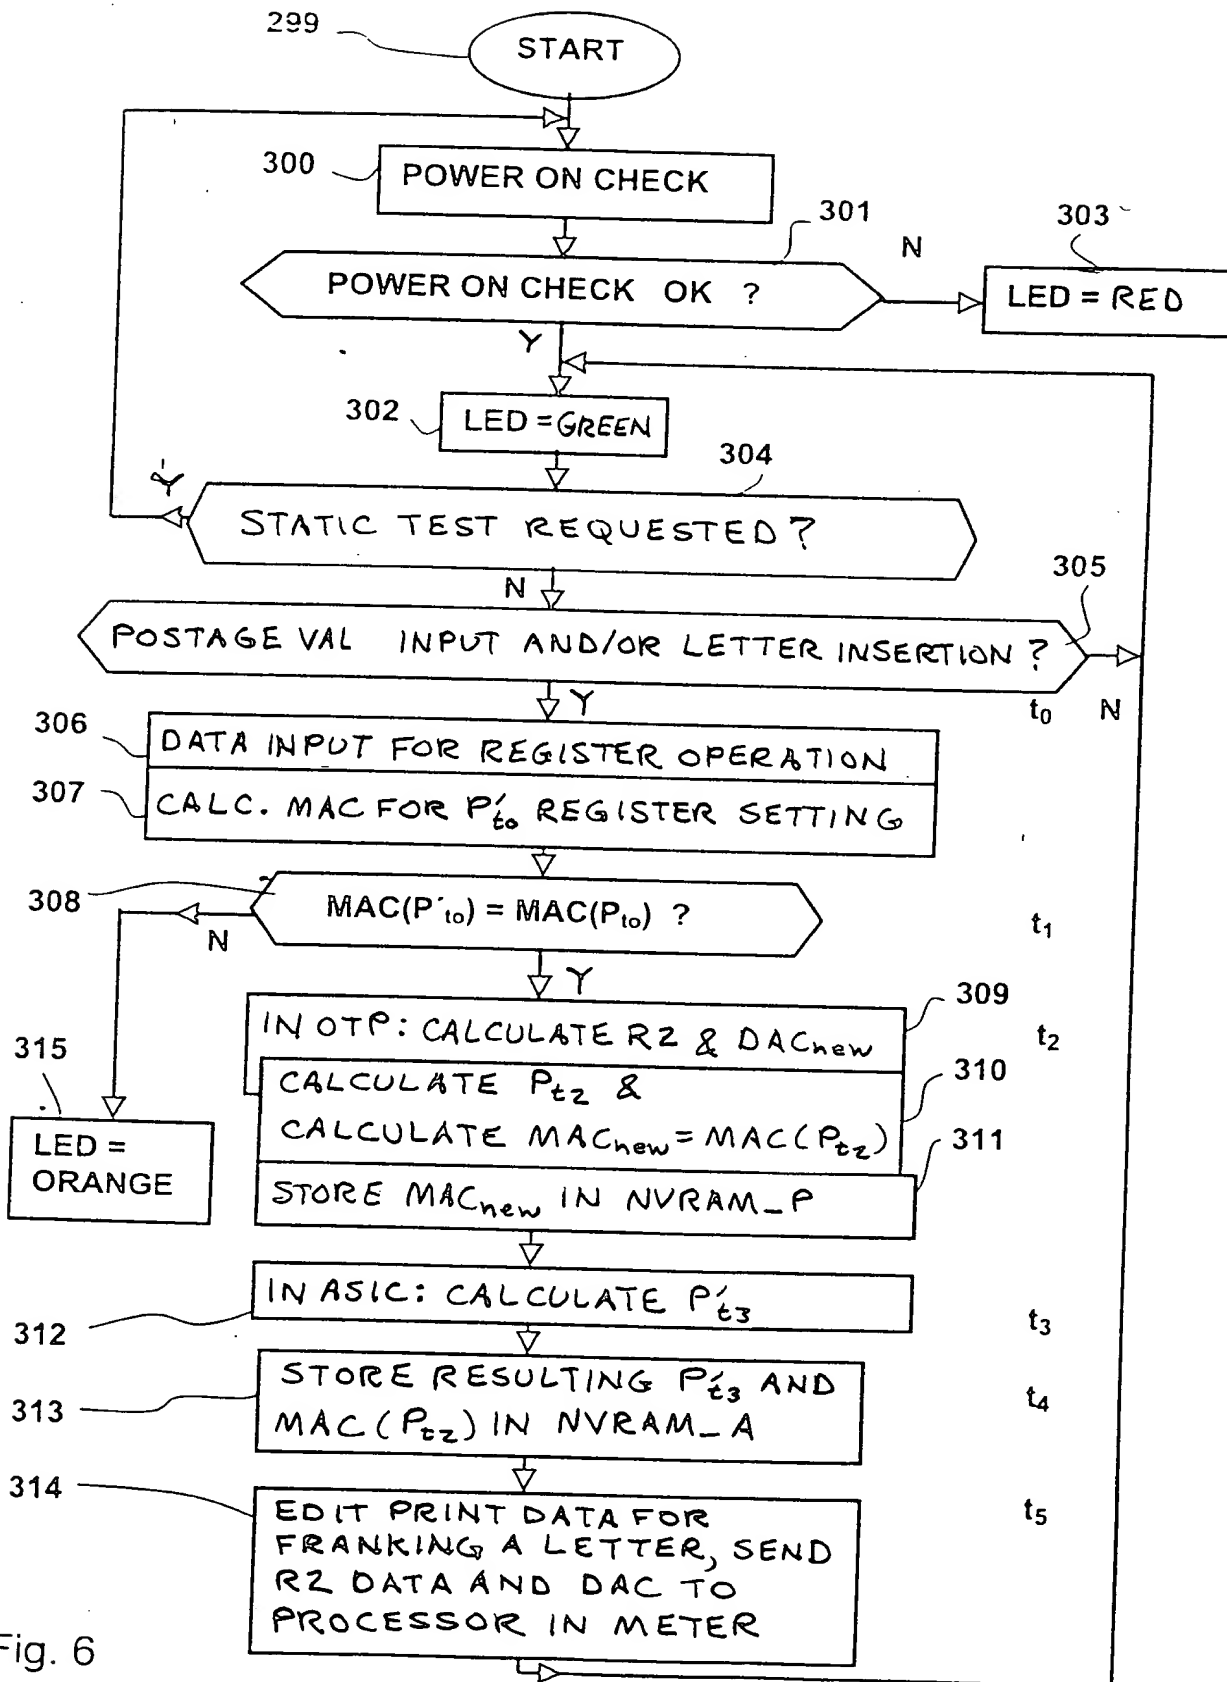 299
START
300
POWER ON CHECK
301
N
303
POWER ON CHECK OK ?
LED = RED
Y
302
LED = GREEN
304
Y
STATIC TEST REQUESTED ?
N
305
POSTAGE VAL INPUT AND/OR LETTER INSERTION ?
Y
t0
N
306
DATA INPUT FOR REGISTER OPERATION
307
CALC. MAC FOR P't0 REGISTER SETTING
308
MAC(P'to) = MAC(Pto) ?
t1
N
Y
309
IN OTP: CALCULATE R2 & DACnew
t2
310
CALCULATE Pt2 &
CALCULATE MACnew = MAC(Pt2)
311
STORE MACnew IN NVRAM_P
315
LED =
ORANGE
IN ASIC: CALCULATE P't3
312
t3
STORE RESULTING P't3 AND
MAC(Pt2) IN NVRAM_A
313
t4
314
EDIT PRINT DATA FOR
FRANKING A LETTER, SEND
R2 DATA AND DAC TO
PROCESSOR IN METER
t5
Fig. 6